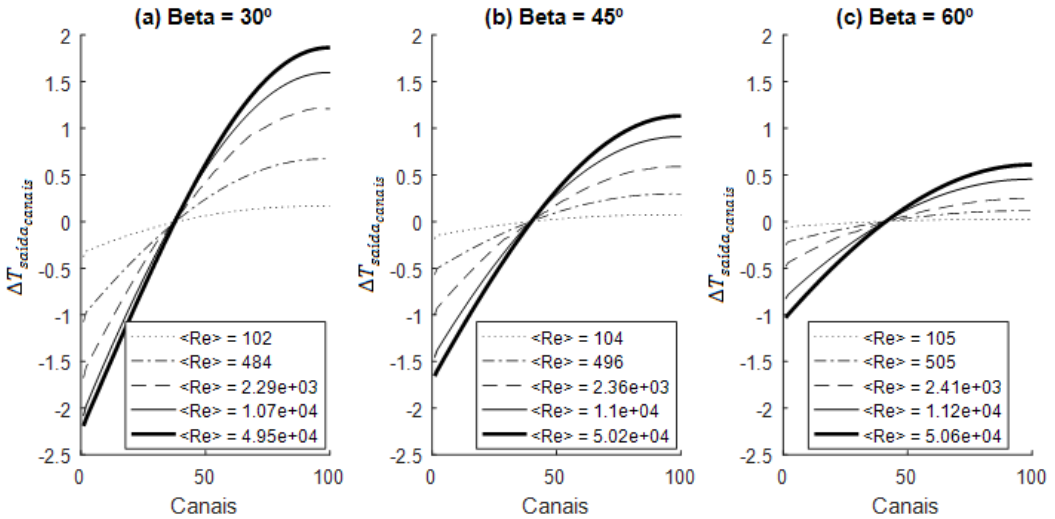 (a) Beta = 30º
2
1.5
1
0.5
0
-0.5
-1
-1.5
-2
-2.5
ΔTsaída_canais
<Re> = 102
<Re> = 484
<Re> = 2.29e+03
<Re> = 1.07e+04
<Re> = 4.95e+04
0 50 100
Canais
(b) Beta = 45º
2
1.5
1
0.5
0
-0.5
-1
-1.5
-2
-2.5
ΔTsaída_canais
<Re> = 104
<Re> = 496
<Re> = 2.36e+03
<Re> = 1.1e+04
<Re> = 5.02e+04
0 50 100
Canais
(c) Beta = 60º
2
1.5
1
0.5
0
-0.5
-1
-1.5
-2
-2.5
ΔTsaída_canais
<Re> = 105
<Re> = 505
<Re> = 2.41e+03
<Re> = 1.12e+04
<Re> = 5.06e+04
0 50 100
Canais